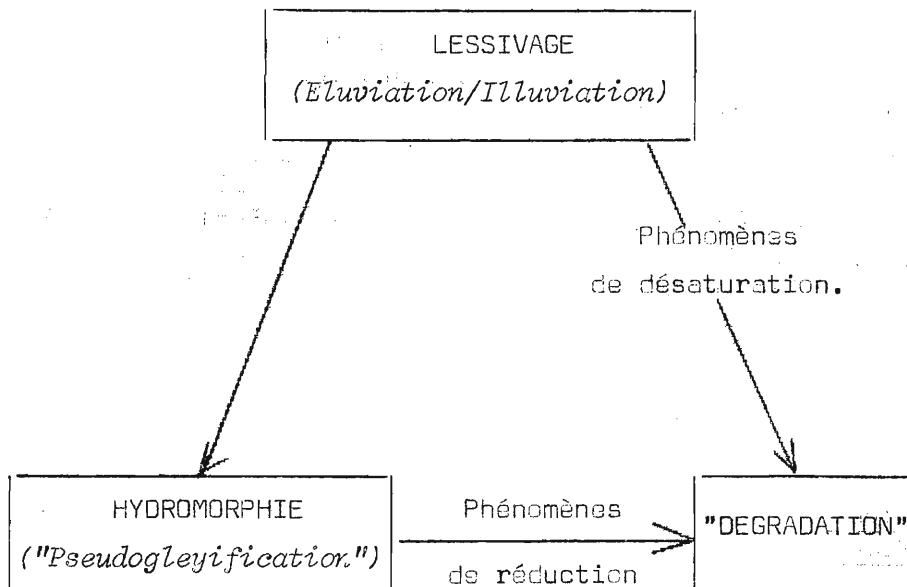 LESSIVAGE
(Eluviation/Illuviation)
Phénomènes
de désaturation.
HYDROMORPHIE
("Pseudogleyification")
Phénomènes
de réduction
"DEGRADATION"